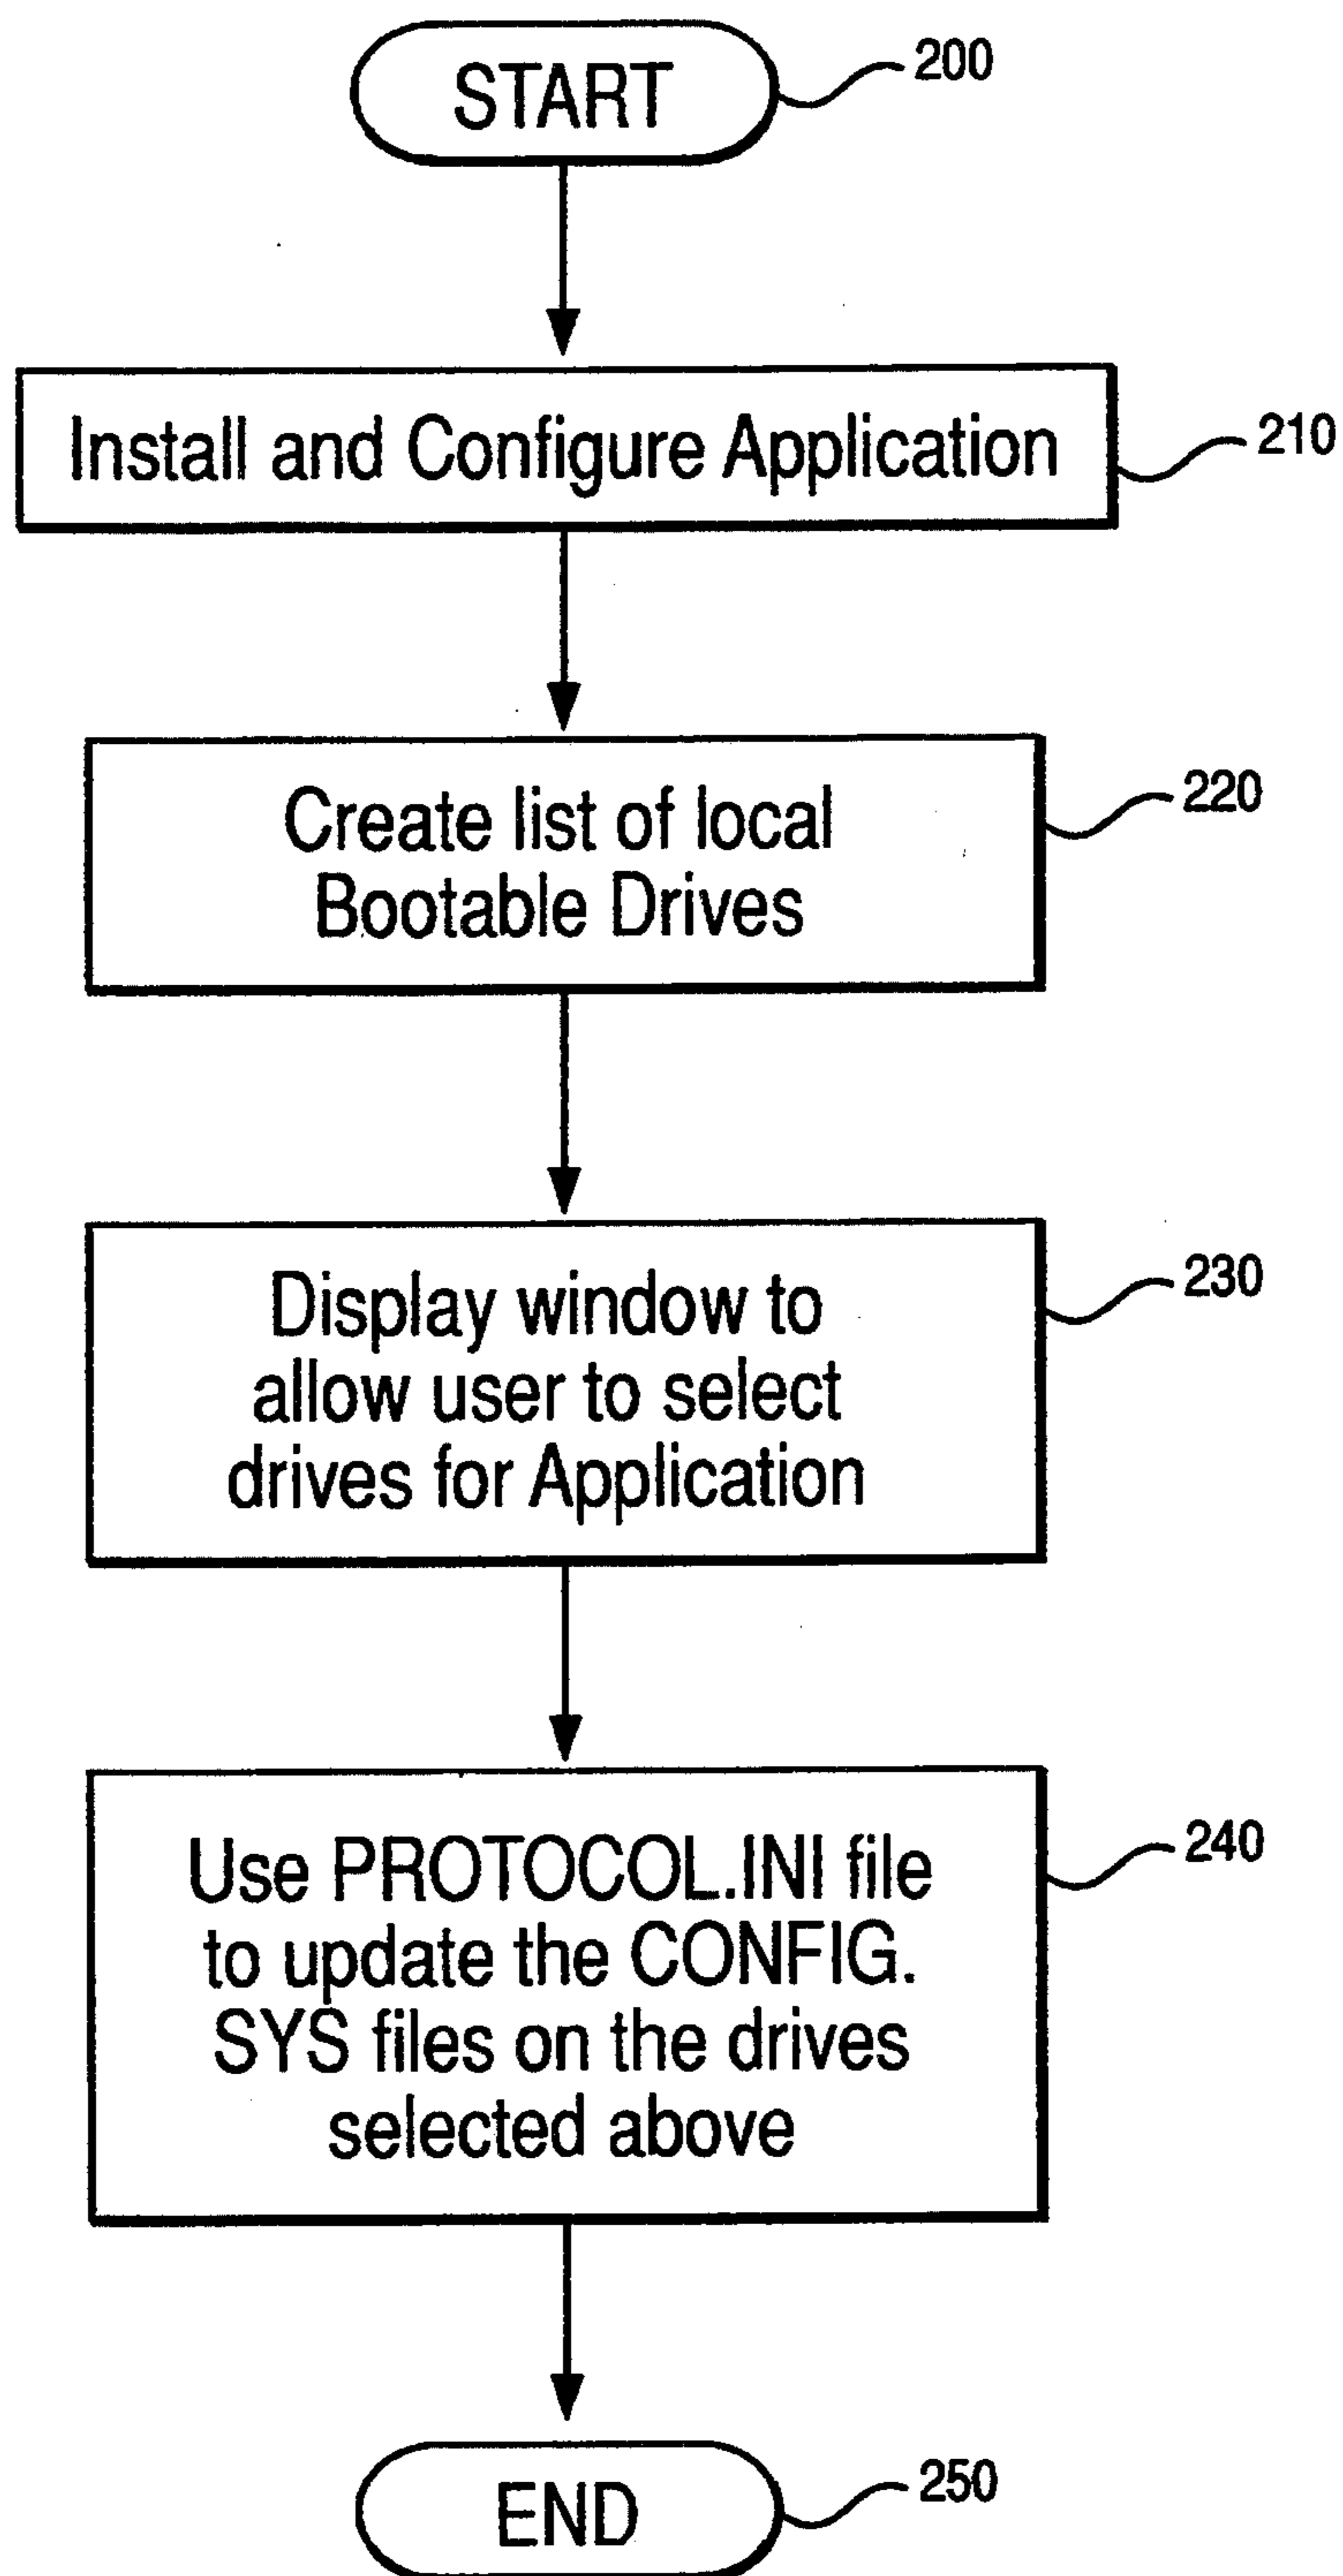 START
200
Install and Configure Application
210
Create list of local
Bootable Drives
220
Display window to
allow user to select
drives for Application
230
Use PROTOCOL.INI file
to update the CONFIG.
SYS files on the drives
selected above
240
END
250